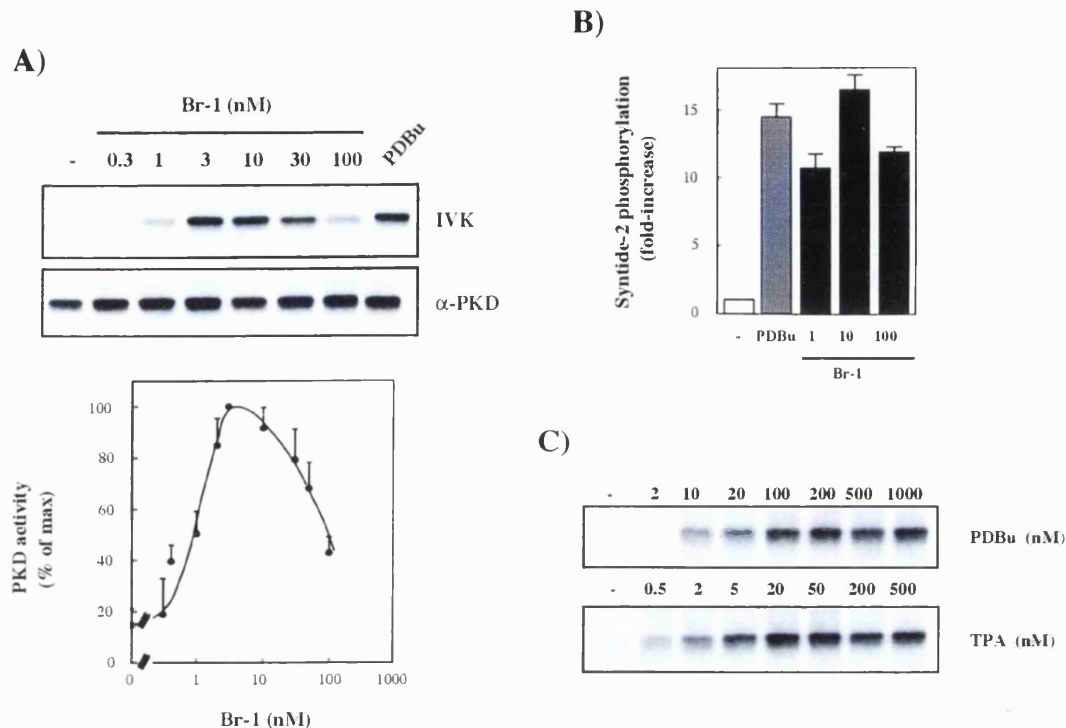 A)
Br-1 (nM)
- 0.3 1 3 10 30 100 PDBu
IVK
α-PKD
PKD activity
(% of max)
100
80
60
40
20
0
0 1 10 100 1000
Br-1 (nM)
B)
Syntide-2 phosphorylation
(fold-increase)
15
10
5
0
- PDBu 1 10 100
Br-1
C)
- 2 10 20 100 200 500 1000
PDBu (nM)
- 0.5 2 5 20 50 200 500
TPA (nM)